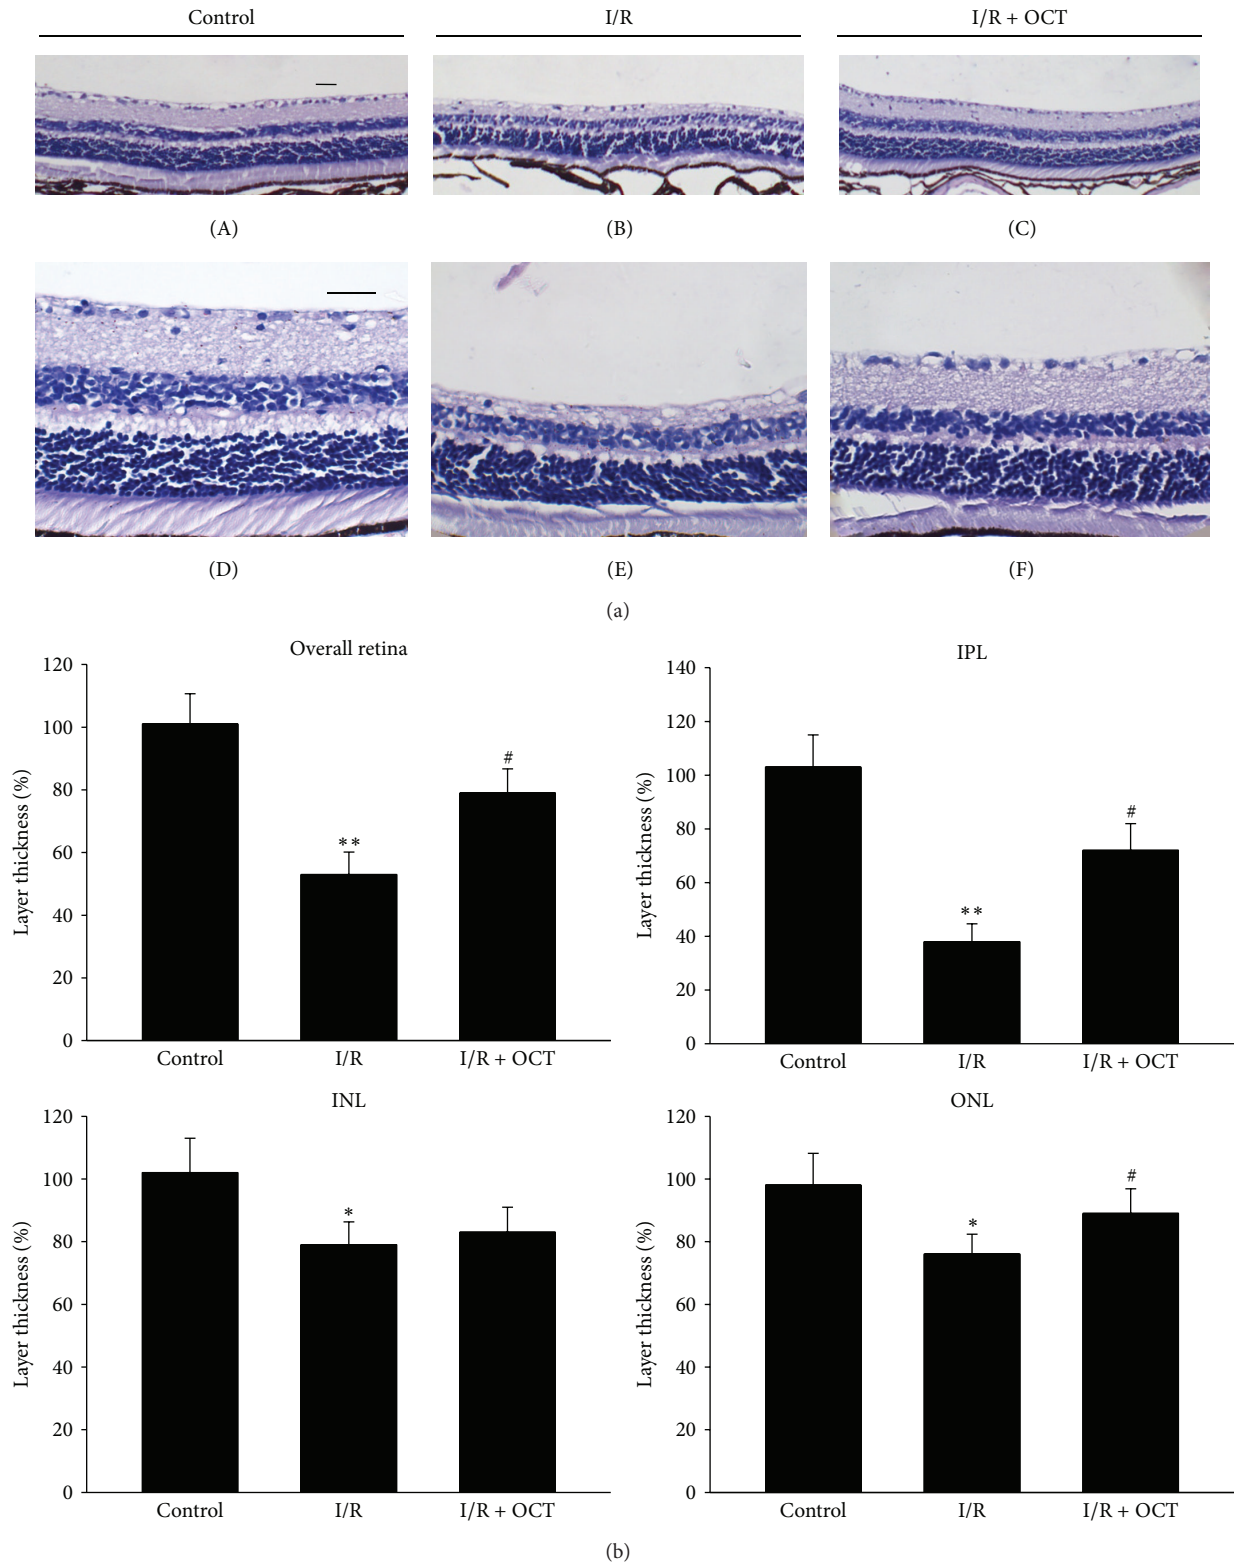 Control I/R I/R + OCT
(A) (B) (C)
(D) (E) (F)
(a)
Overall retina
Layer thickness (%)
120
100
80
60
40
20
0
**
#
Control I/R I/R + OCT
IPL
Layer thickness (%)
140
120
100
80
60
40
20
0
**
#
Control I/R I/R + OCT
INL
Layer thickness (%)
120
100
80
60
40
20
0
*
Control I/R I/R + OCT
ONL
Layer thickness (%)
120
100
80
60
40
20
0
*
#
Control I/R I/R + OCT
(b)